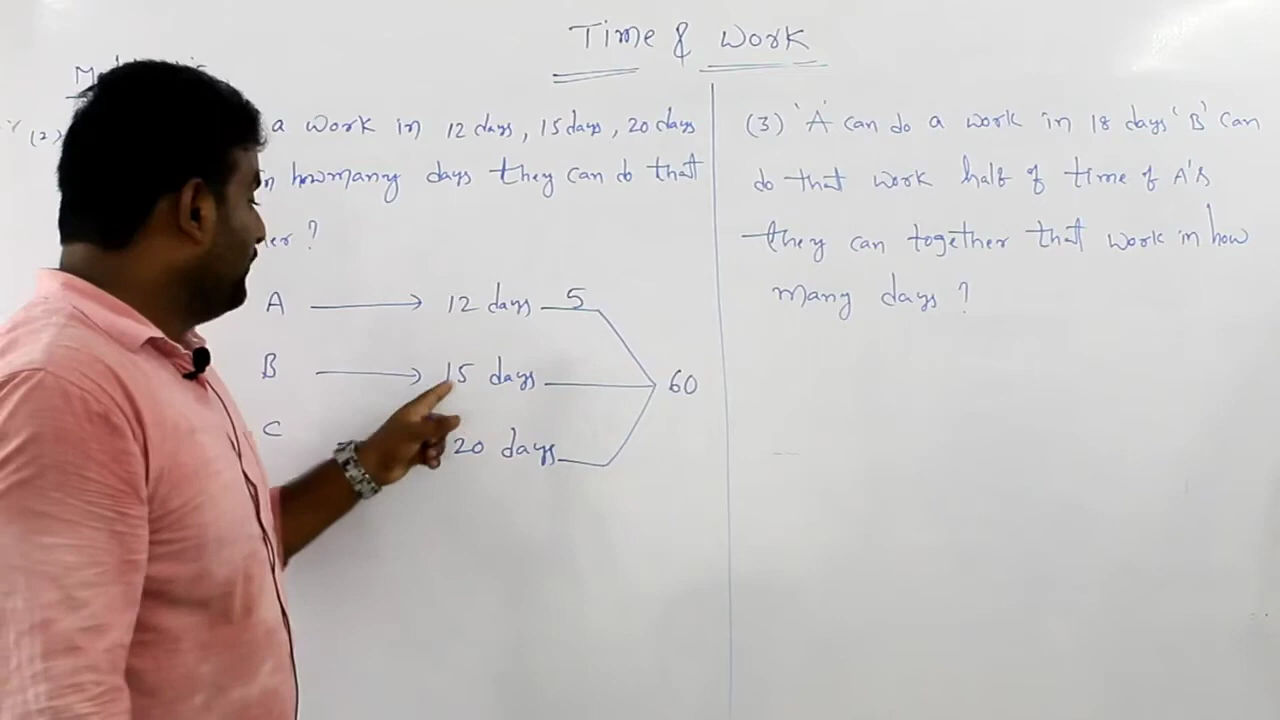 Time & Work
(2) a work in 12 days, 15 days, 20 days
how many days they can do that
?
A → 12 days 5
B → 15 days 60
C 20 days
(3) 'A' can do a work in 18 days 'B' can
do that work half of time of A's
they can together that work in how
many days ?